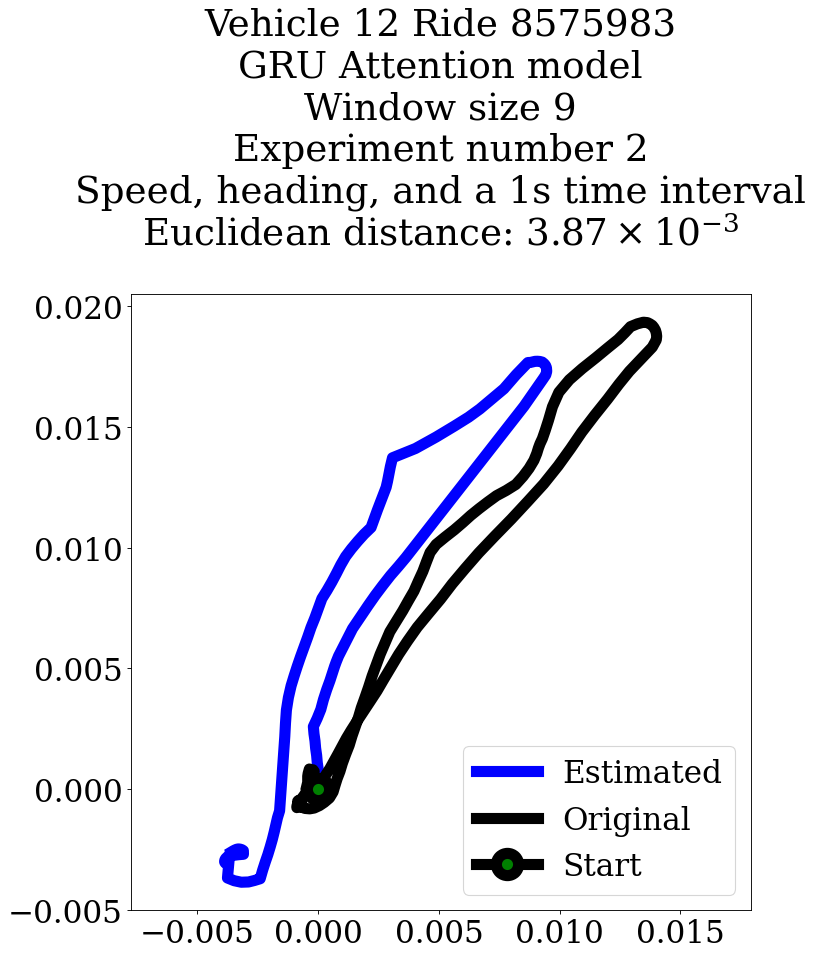 Vehicle 12 Ride 8575983
GRU Attention model
Window size 9
Experiment number 2
Speed, heading, and a 1s time interval
Euclidean distance: 3.87 × 10⁻³
0.020
0.015
0.010
0.005
0.000
−0.005
−0.005 0.000 0.005 0.010 0.015
Estimated
Original
Start